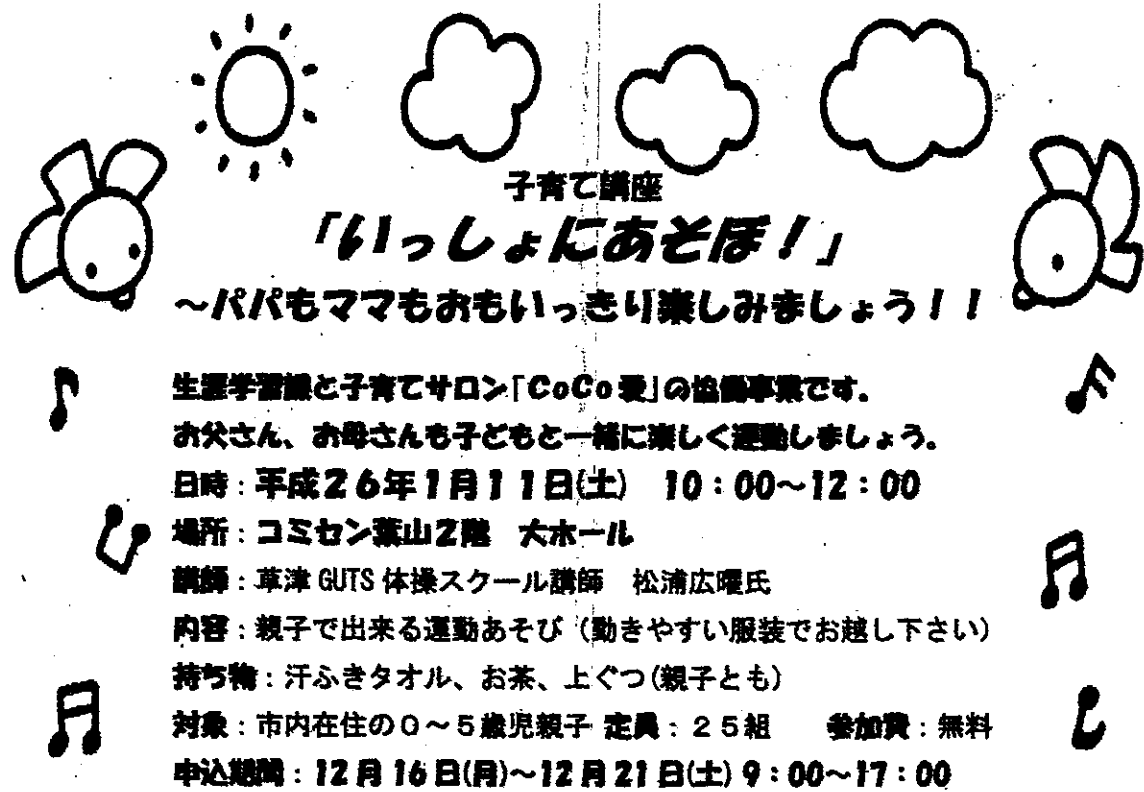 子育て講座
「いっしょにあそぼ！」
～パパもママもおもいっきり楽しみましょう！！
生涯学習課と子育てサロン「CoCo愛」の協働事業です。
お父さん、お母さんも子どもと一緒に楽しく運動しましょう。
日時：平成２６年１月１１日(土)　10：00～12：00
場所：コミセン葉山２階　大ホール
講師：草津GUTS体操スクール講師　松浦広曜氏
内容：親子で出来る運動あそび（動きやすい服装でお越し下さい）
持ち物：汗ふきタオル、お茶、上ぐつ(親子とも)
対象：市内在住の０～５歳児親子 定員：２５組　　参加費：無料
申込期間：12月16日(月)～12月21日(土) 9：00～17：00